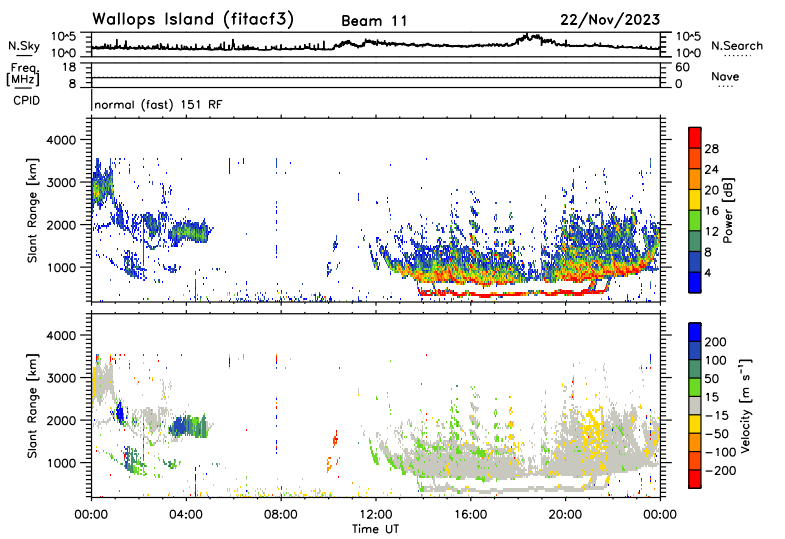 Wallops Island (fitacf3) Beam 11 22/Nov/2023
N.Sky 10^5 10^0 10^5 10^0 N.Search
Freq. [MHz] 18 8 60 0 Nave
CPID normal (fast) 151 RF
Slant Range [km] 4000 3000 2000 1000
Power [dB] 28 24 20 16 12 8 4
Slant Range [km] 4000 3000 2000 1000
Velocity [m s⁻¹] 200 100 50 15 −15 −50 −100 −200
00:00 04:00 08:00 12:00 16:00 20:00 00:00
Time UT